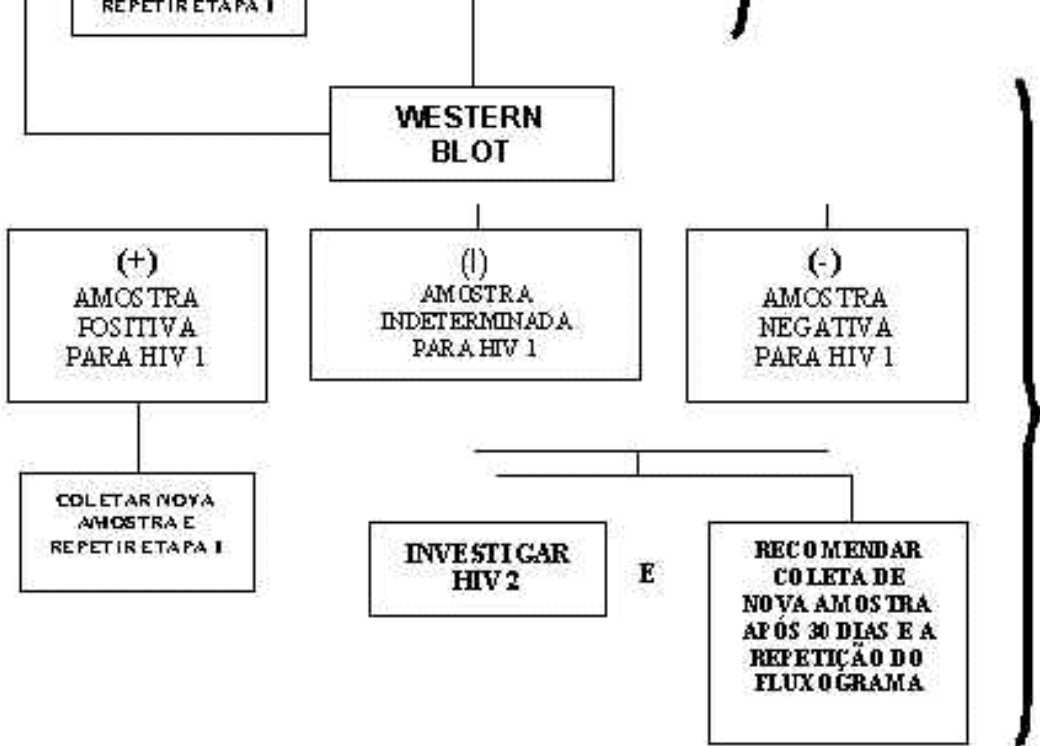 REPETIR ETAPA I
WESTERN
BLOT
(+)
AMOSTRA
POSITIVA
PARA HIV 1
(I)
AMOSTRA
INDETERMINADA
PARA HIV 1
(-)
AMOSTRA
NEGATIVA
PARA HIV 1
COLETAR NOVA
AMOSTRA E
REPETIR ETAPA I
INVESTIGAR
HIV 2
E
RECOMENDAR
COLETA DE
NOVA AMOSTRA
APÓS 30 DIAS E A
REPETIÇÃO DO
FLUXOGRAMA